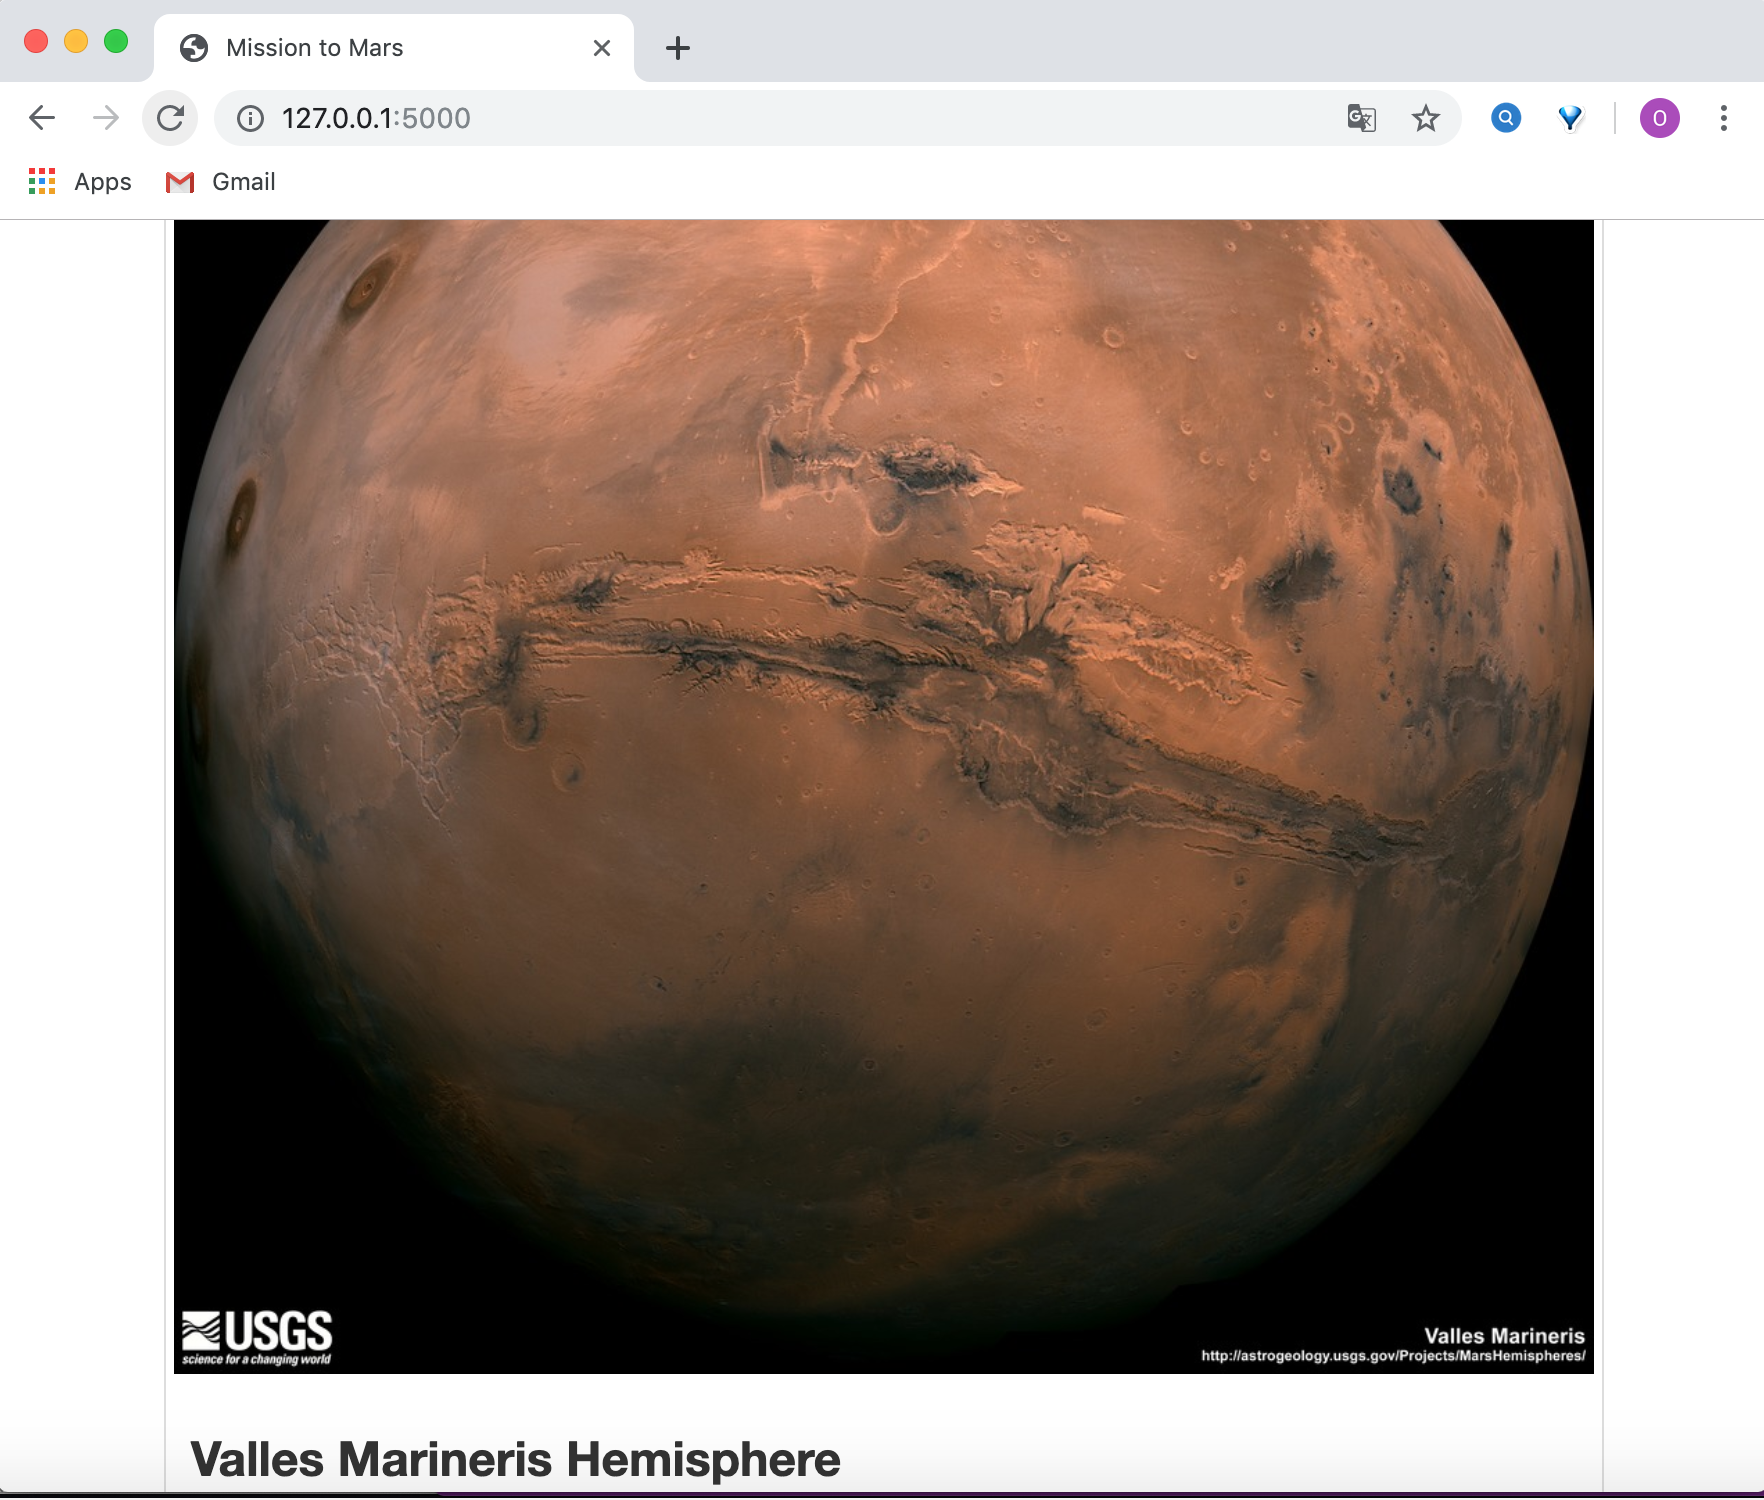 Mission to Mars
127.0.0.1:5000
O
Apps
Gmail
USGS
science for a changing world
Valles Marineris
http://astrogeology.usgs.gov/Projects/MarsHemispheres/
Valles Marineris Hemisphere